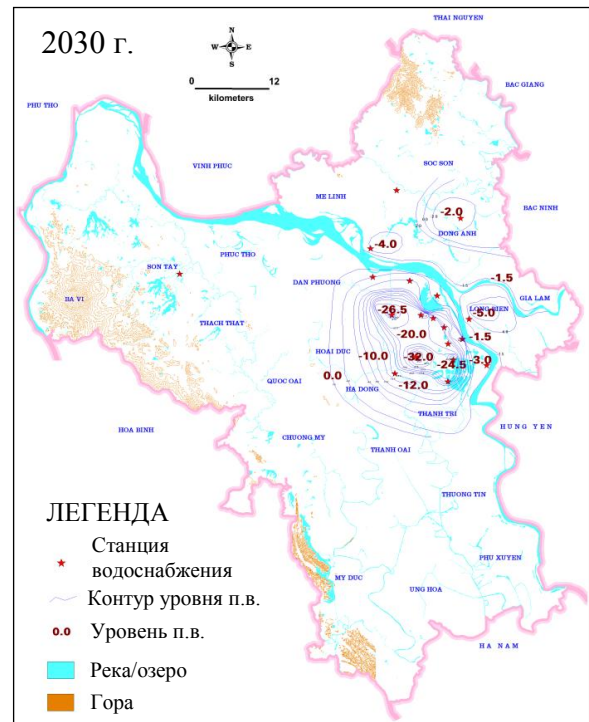 THAI NGUYEN
2030 г.
N
W E
S
0 12
kilometers
BAC GIANG
PHU THO
SOC SON
VINH PHUC
ME LINH
BAC NINH
-2.0
DONG ANH
-4.0
PHUC THO
SON TAY
-1.5
DAN PHUONG
GIA LAM
BA VI
LONG BIEN
-5.0
-26.5
THACH THAT
-20.0
-1.5
HOAI DUC
-10.0
-32.0
-3.0
-24.5
0.0
QUOC OAI
-12.0
HA DONG
THANH TRI
HUNG YEN
HOA BINH
CHUONG MY
THANH OAI
THUONG TIN
ЛЕГЕНДА
Станция
водоснабжения
PHU XUYEN
Контур уровня п.в.
MY DUC
UNG HOA
0.0 Уровень п.в.
HA NAM
Река/озеро
Гора